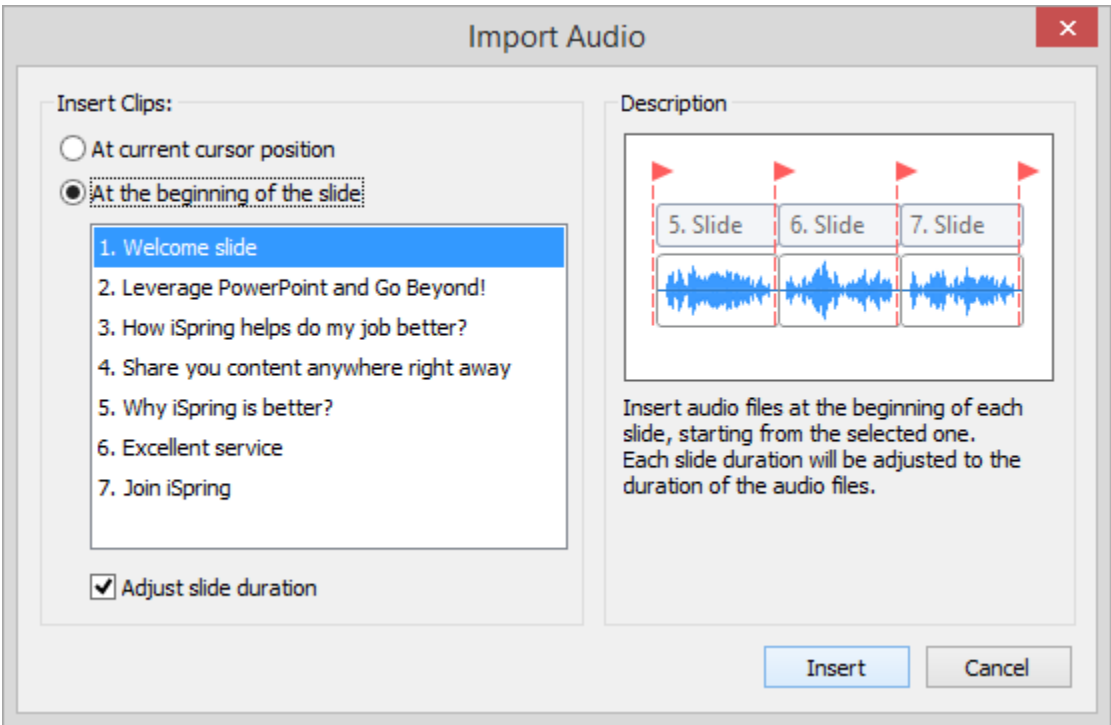 Import Audio
Insert Clips:
At current cursor position
At the beginning of the slide
1. Welcome slide
2. Leverage PowerPoint and Go Beyond!
3. How iSpring helps do my job better?
4. Share you content anywhere right away
5. Why iSpring is better?
6. Excellent service
7. Join iSpring
Adjust slide duration
Description
5. Slide
6. Slide
7. Slide
Insert audio files at the beginning of each
slide, starting from the selected one.
Each slide duration will be adjusted to the
duration of the audio files.
Insert
Cancel